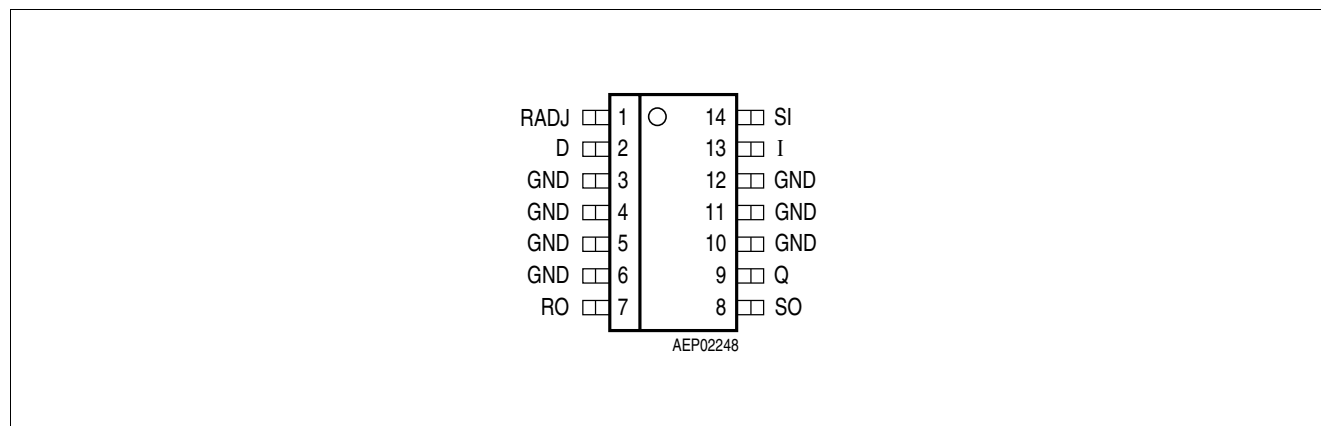 RADJ 1 14 SI
D 2 13 I
GND 3 12 GND
GND 4 11 GND
GND 5 10 GND
GND 6 9 Q
RO 7 8 SO
AEP02248